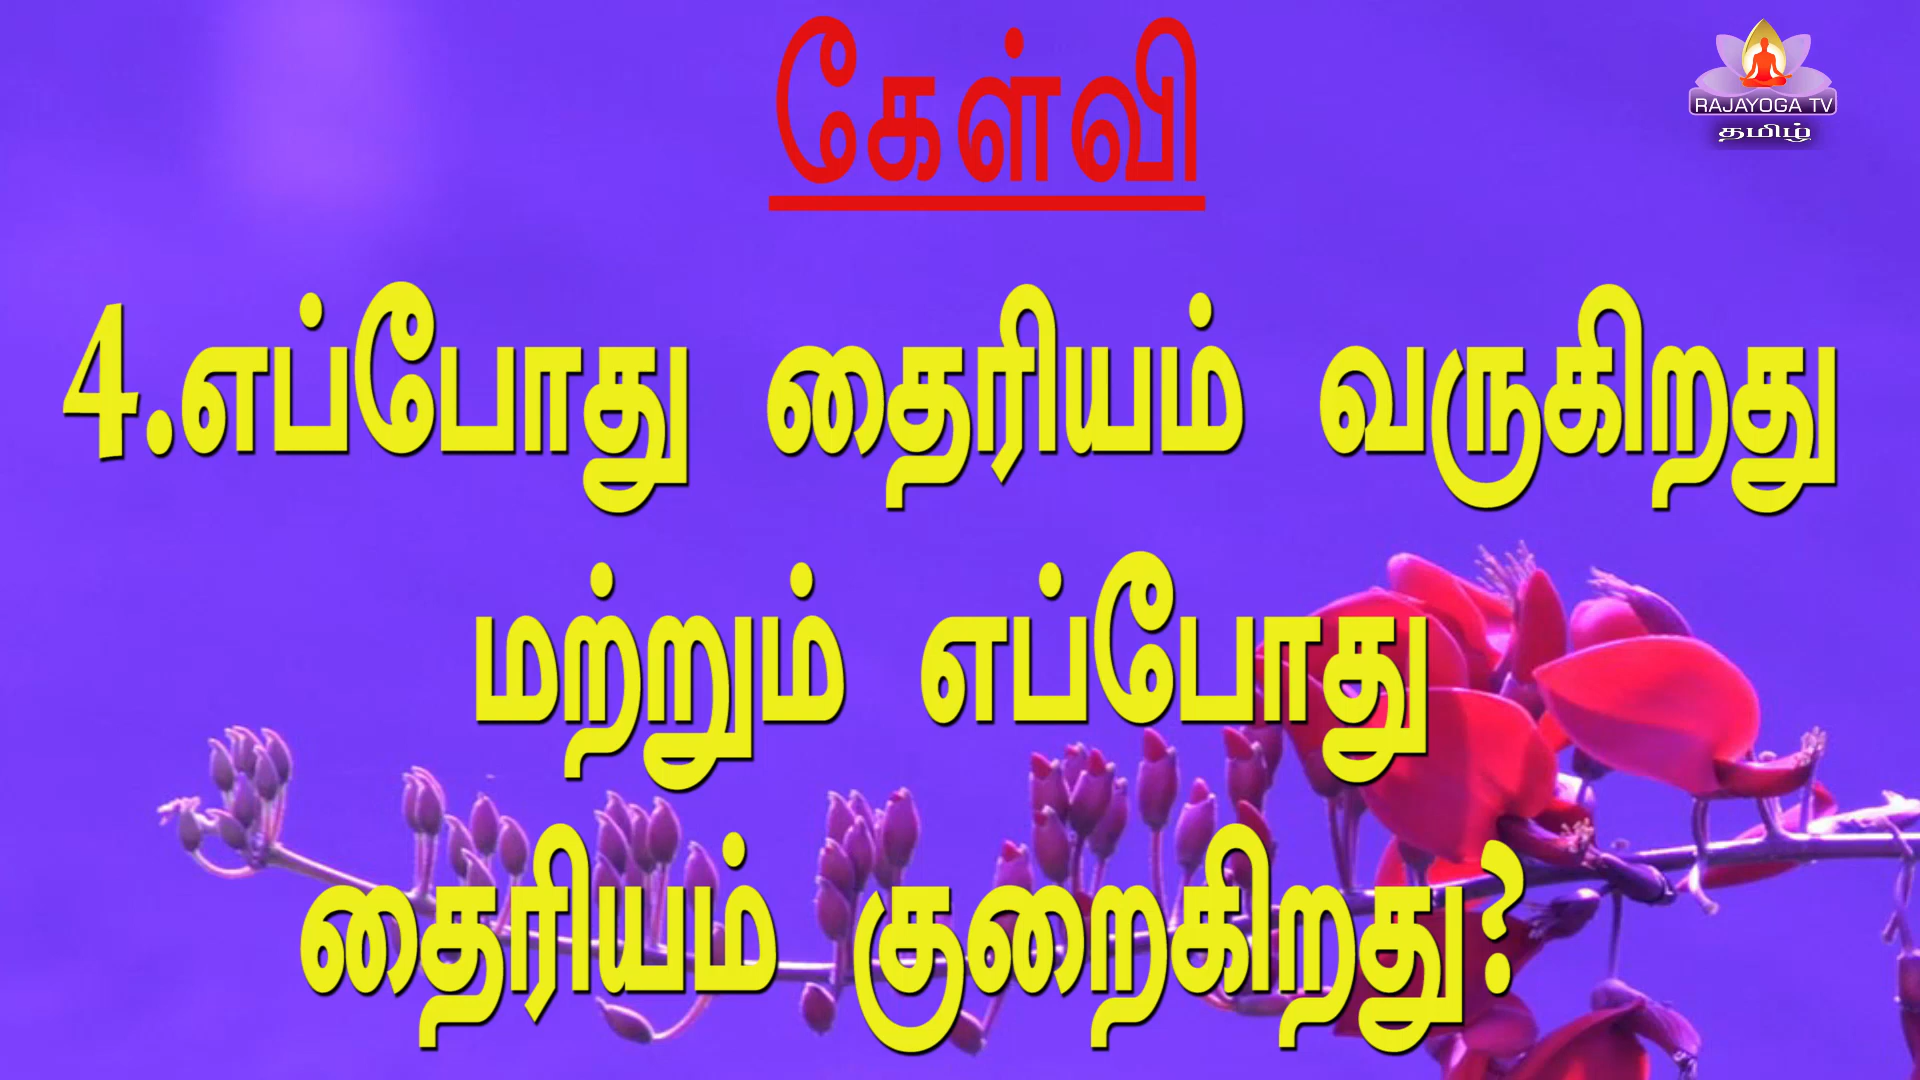 கேள்வி
RAJAYOGA TV
தமிழ்
4.எப்போது தைரியம் வருகிறது
மற்றும் எப்போது
தைரியம் குறைகிறது?